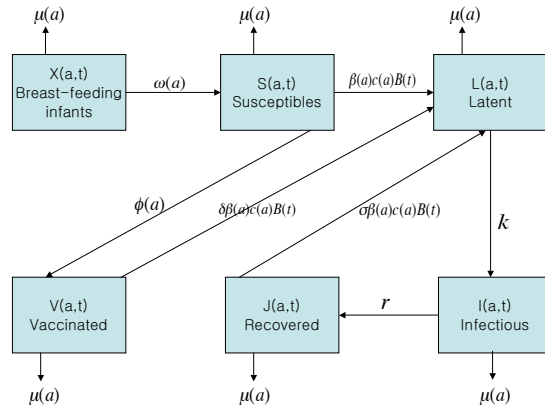 μ(a) μ(a) μ(a)
X(a,t)
Breast-feeding
infants
ω(a)
S(a,t)
Susceptibles
β(a)c(a)B(t)
L(a,t)
Latent
ϕ(a)
δβ(a)c(a)B(t)
σβ(a)c(a)B(t)
k
V(a,t)
Vaccinated
J(a,t)
Recovered
r
I(a,t)
Infectious
μ(a) μ(a) μ(a)